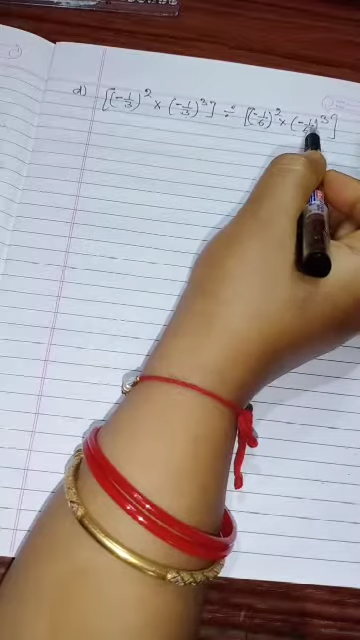 d) [(-1/3)² × (-1/3)³] ÷ [(-1/6)² × (-1/6)³]